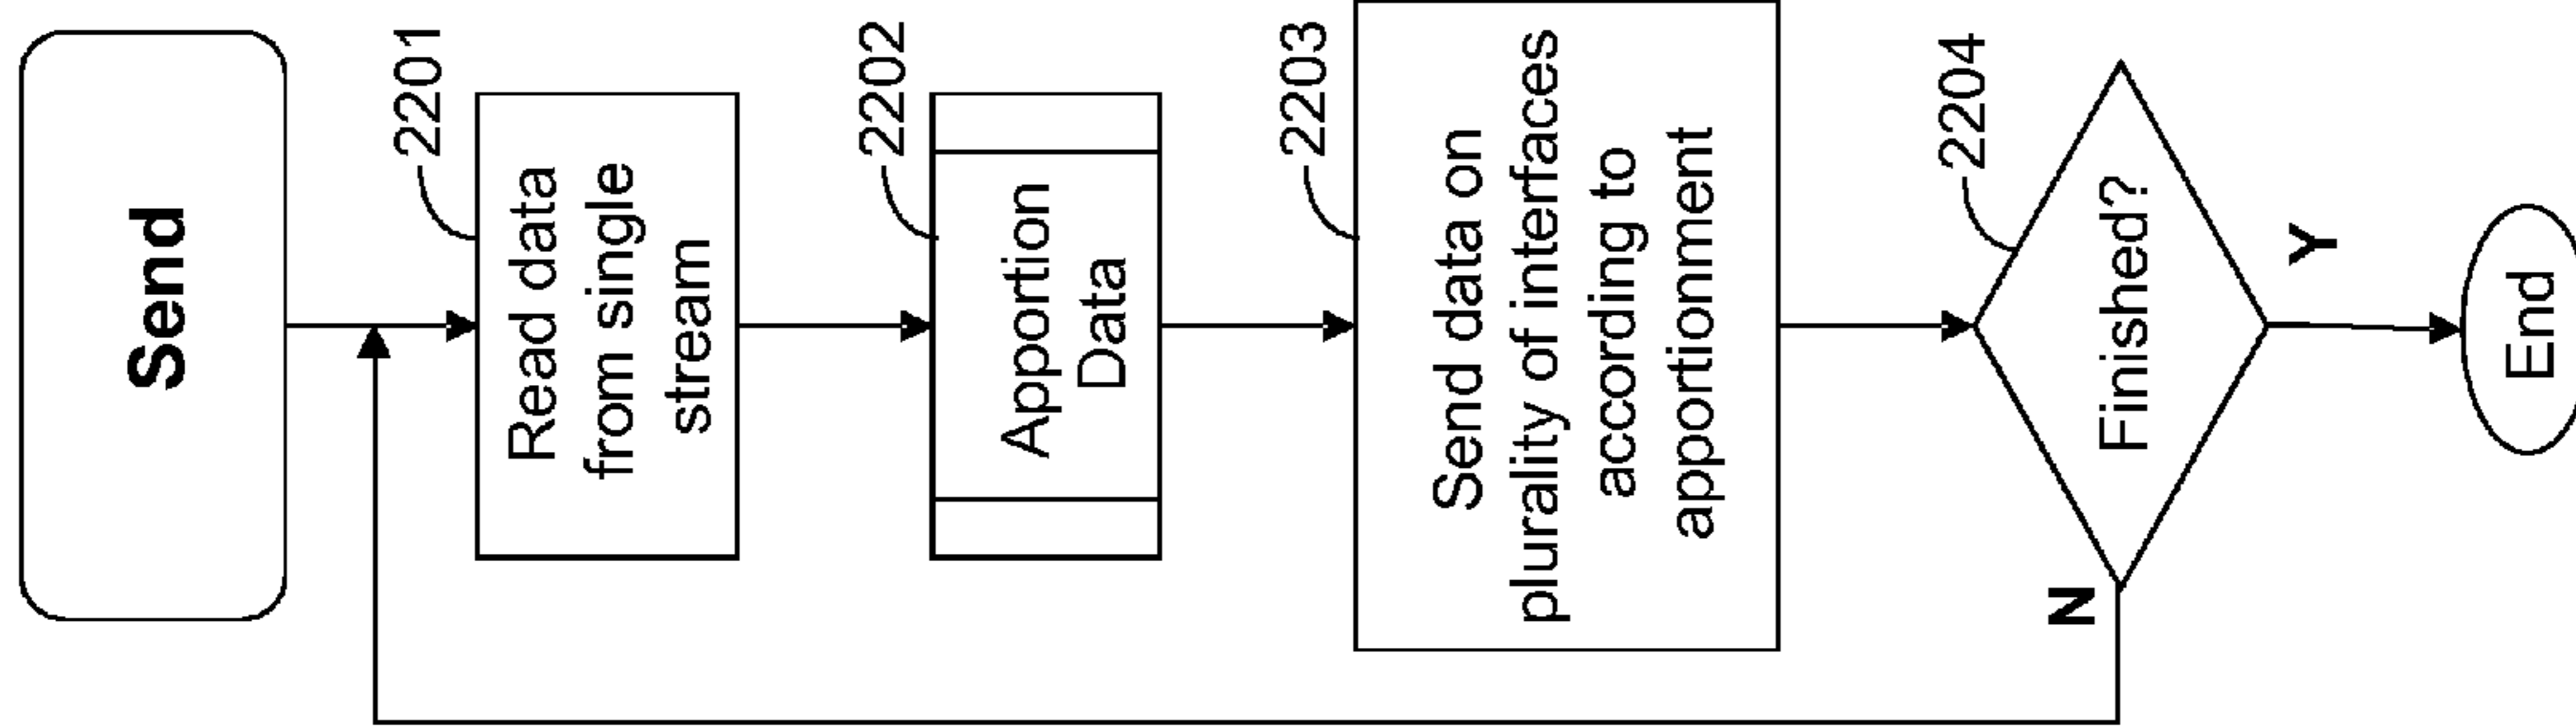 Send
2201
Read data
from single
stream
2202
Apportion
Data
2203
Send data on
plurality of interfaces
according to
apportionment
2204
Finished?
N
Y
End